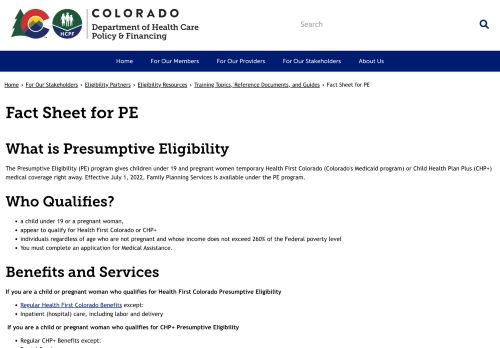 COLORADO
Department of Health Care
Policy & Financing
HCPF
Search
Home
For Our Members
For Our Providers
For Our Stakeholders
About Us
Home › For Our Stakeholders › Eligibility Partners › Eligibility Resources › Training Topics, Reference Documents, and Guides › Fact Sheet for PE
Fact Sheet for PE
What is Presumptive Eligibility
The Presumptive Eligibility (PE) program gives children under 19 and pregnant women temporary Health First Colorado (Colorado's Medicaid program) or Child Health Plan Plus (CHP+)
medical coverage right away. Effective July 1, 2022, Family Planning Services is available under the PE program.
Who Qualifies?
• a child under 19 or a pregnant woman,
• appear to qualify for Health First Colorado or CHP+
• individuals regardless of age who are not pregnant and whose income does not exceed 260% of the Federal poverty level
• You must complete an application for Medical Assistance.
Benefits and Services
If you are a child or pregnant woman who qualifies for Health First Colorado Presumptive Eligibility
• Regular Health First Colorado Benefits except:
• Inpatient (hospital) care, including labor and delivery
If you are a child or pregnant woman who qualifies for CHP+ Presumptive Eligibility
• Regular CHP+ Benefits except: